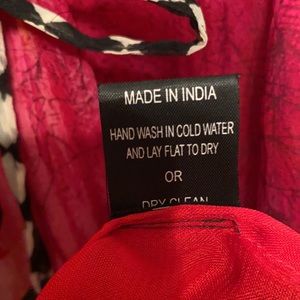 MADE IN INDIA
HAND WASH IN COLD WATER
AND LAY FLAT TO DRY
OR
DRY CLEAN